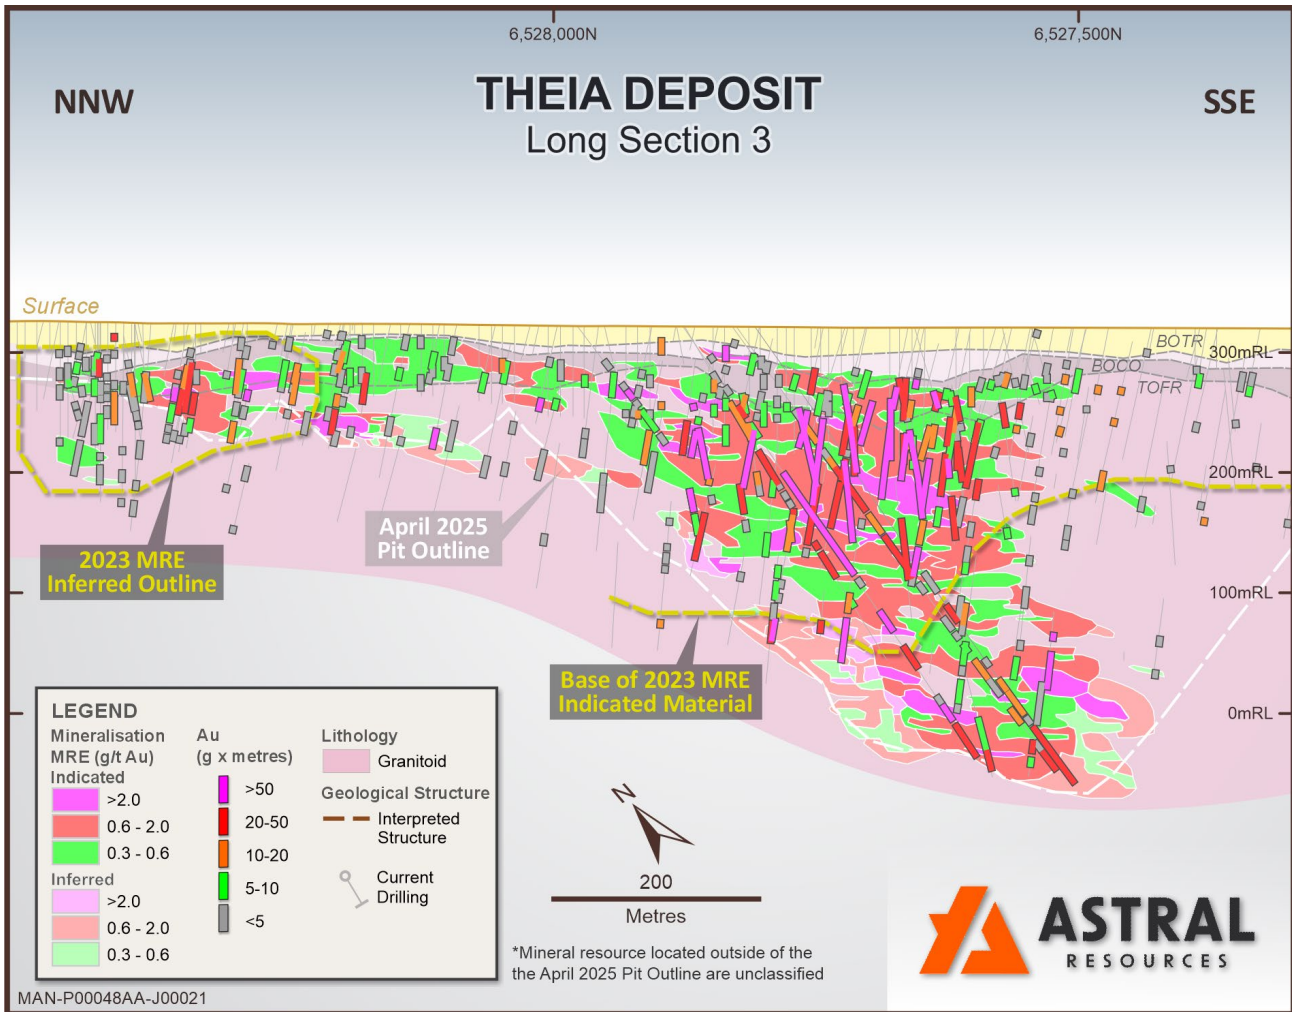 6,528,000N
6,527,500N
NNW
THEIA DEPOSIT
SSE
Long Section 3
Surface
BOTR
300mRL
BOCO
TOFR
200mRL
April 2025
Pit Outline
2023 MRE
Inferred Outline
100mRL
Base of 2023 MRE
Indicated Material
0mRL
LEGEND
Mineralisation
MRE (g/t Au)
Indicated
>2.0
0.6 - 2.0
0.3 - 0.6
Inferred
>2.0
0.6 - 2.0
0.3 - 0.6
Au
(g x metres)
>50
20-50
10-20
5-10
<5
Lithology
Granitoid
Geological Structure
Interpreted
Structure
Current
Drilling
N
200
Metres
*Mineral resource located outside of the
the April 2025 Pit Outline are unclassified
ASTRAL
RESOURCES
MAN-P00048AA-J00021